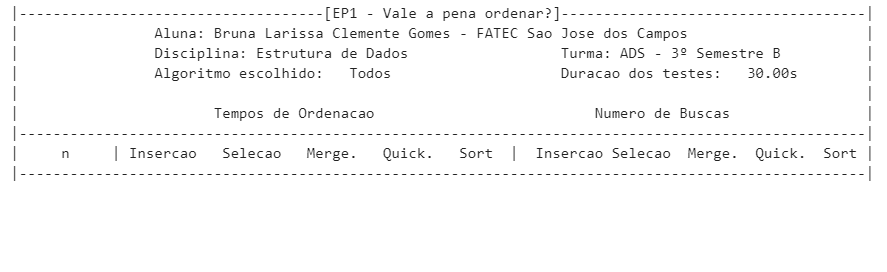 |-----------------------------------[EP1 - Vale a pena ordenar?]-----------------------------------|
Aluna: Bruna Larissa Clemente Gomes - FATEC Sao Jose dos Campos
Disciplina: Estrutura de Dados Turma: ADS - 3º Semestre B
Algoritmo escolhido: Todos Duracao dos testes: 30.00s
Tempos de Ordenacao Numero de Buscas
n | Insercao Selecao Merge. Quick. Sort | Insercao Selecao Merge. Quick. Sort |